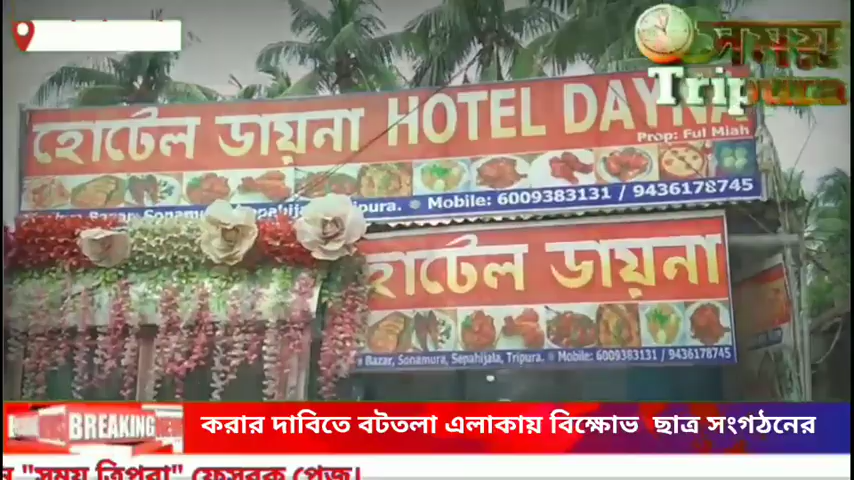 সময়
Tripura
হোটেল ডায়না HOTEL DAYNA
Prop: Ful Miah
Mobile: 6009383131 / 9436178745
হোটেল ডায়না
Bazar, Sonamura, Sepahijala, Tripura. Mobile: 6009383131 / 9436178745
BREAKING
করার দাবিতে বটতলা এলাকায় বিক্ষোভ ছাত্র সংগঠনের
"সময় ত্রিপুরা" ফেসবুক পেজ।